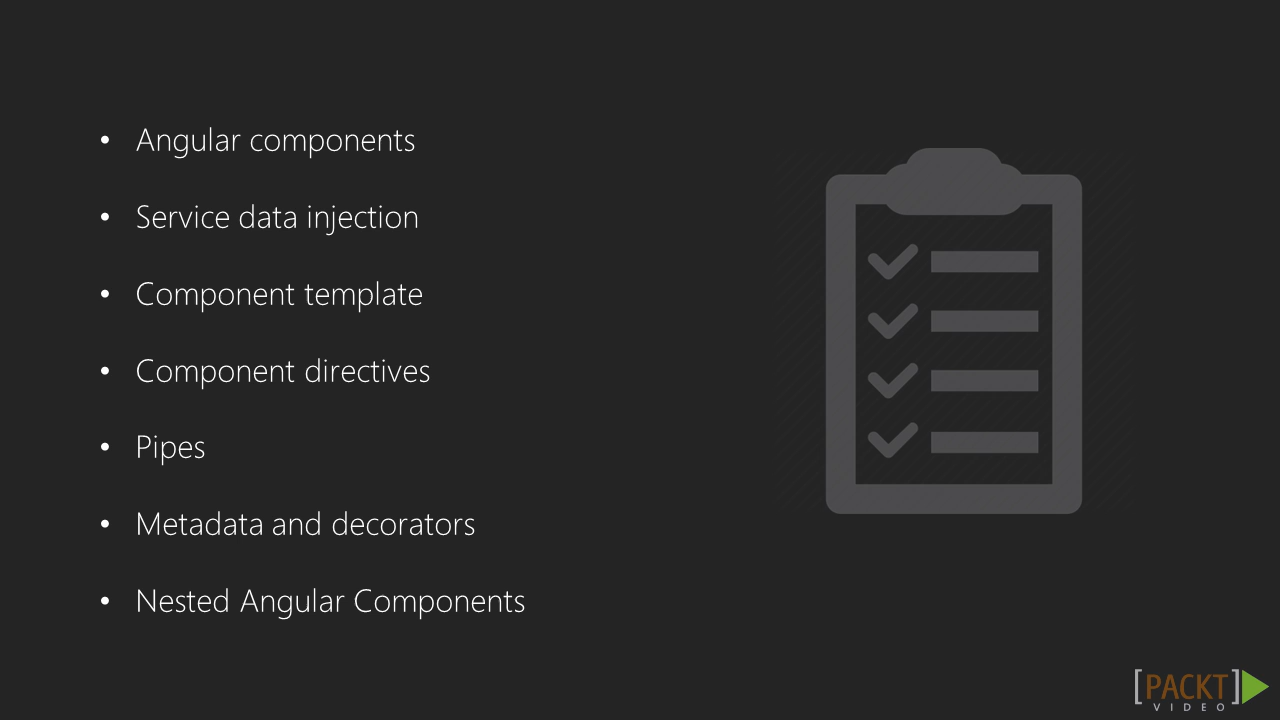 • Angular components
• Service data injection
• Component template
• Component directives
• Pipes
• Metadata and decorators
• Nested Angular Components
[PACKT]
VIDEO